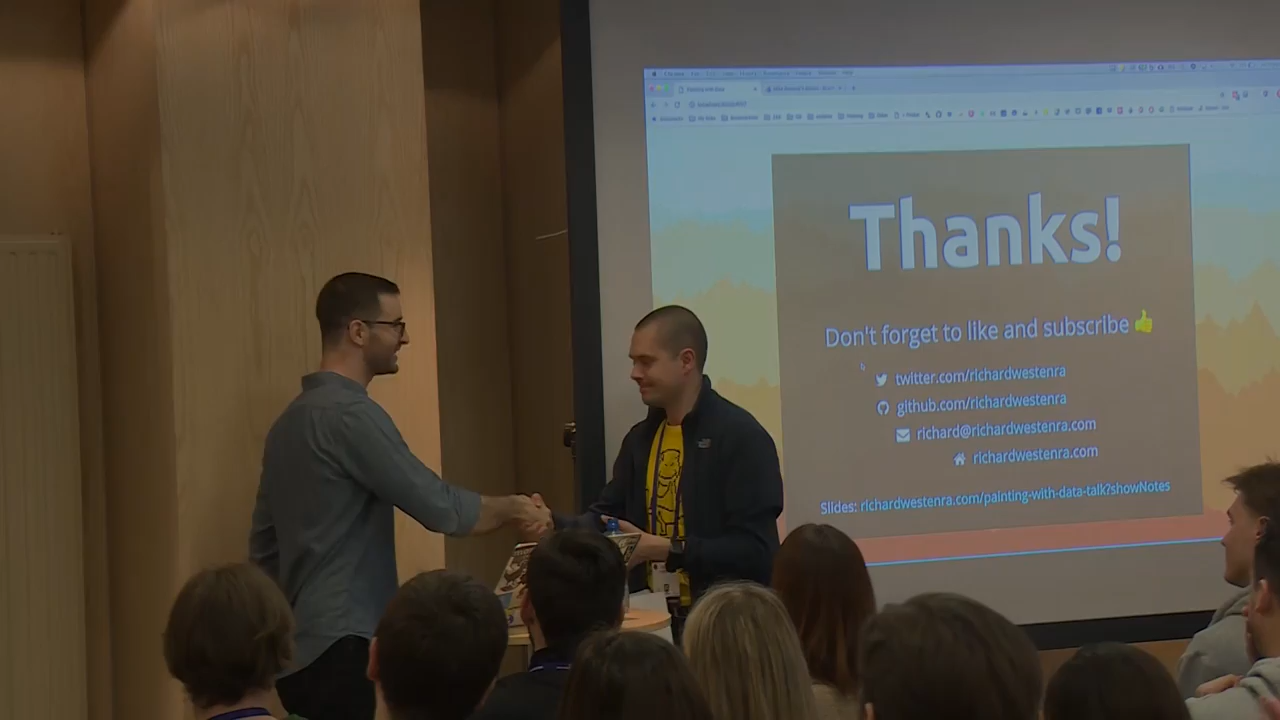 Thanks!
Don't forget to like and subscribe 👍
twitter.com/richardwestenra
github.com/richardwestenra
richard@richardwestenra.com
richardwestenra.com
Slides: richardwestenra.com/painting-with-data-talk?showNotes